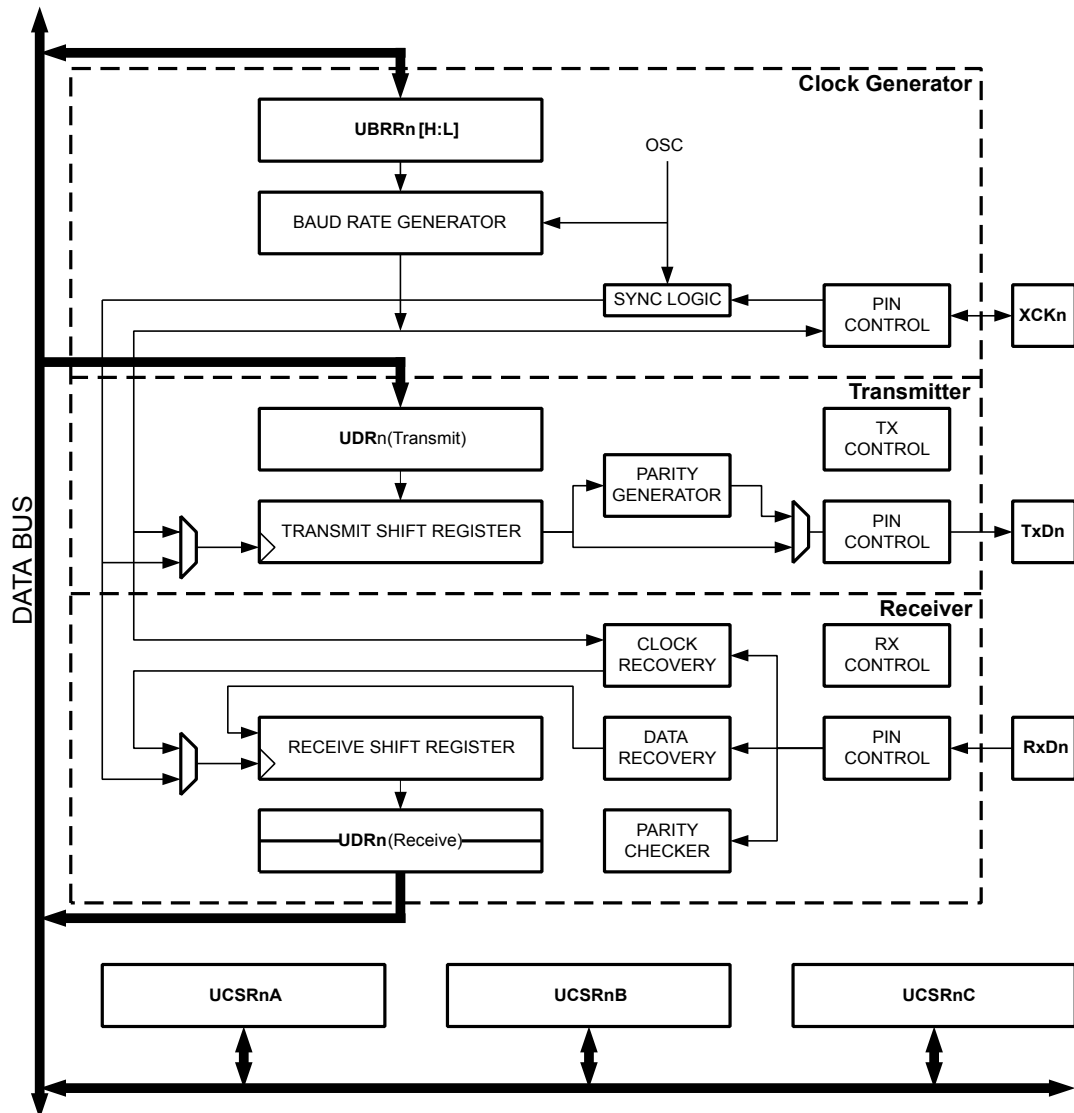 Clock Generator
UBRRn [H:L]
OSC
BAUD RATE GENERATOR
SYNC LOGIC
PIN
CONTROL
XCKn
Transmitter
UDRn(Transmit)
TX
CONTROL
PARITY
GENERATOR
TRANSMIT SHIFT REGISTER
PIN
CONTROL
TxDn
DATA BUS
Receiver
CLOCK
RECOVERY
RX
CONTROL
RECEIVE SHIFT REGISTER
DATA
RECOVERY
PIN
CONTROL
RxDn
UDRn(Receive)
PARITY
CHECKER
UCSRnA
UCSRnB
UCSRnC